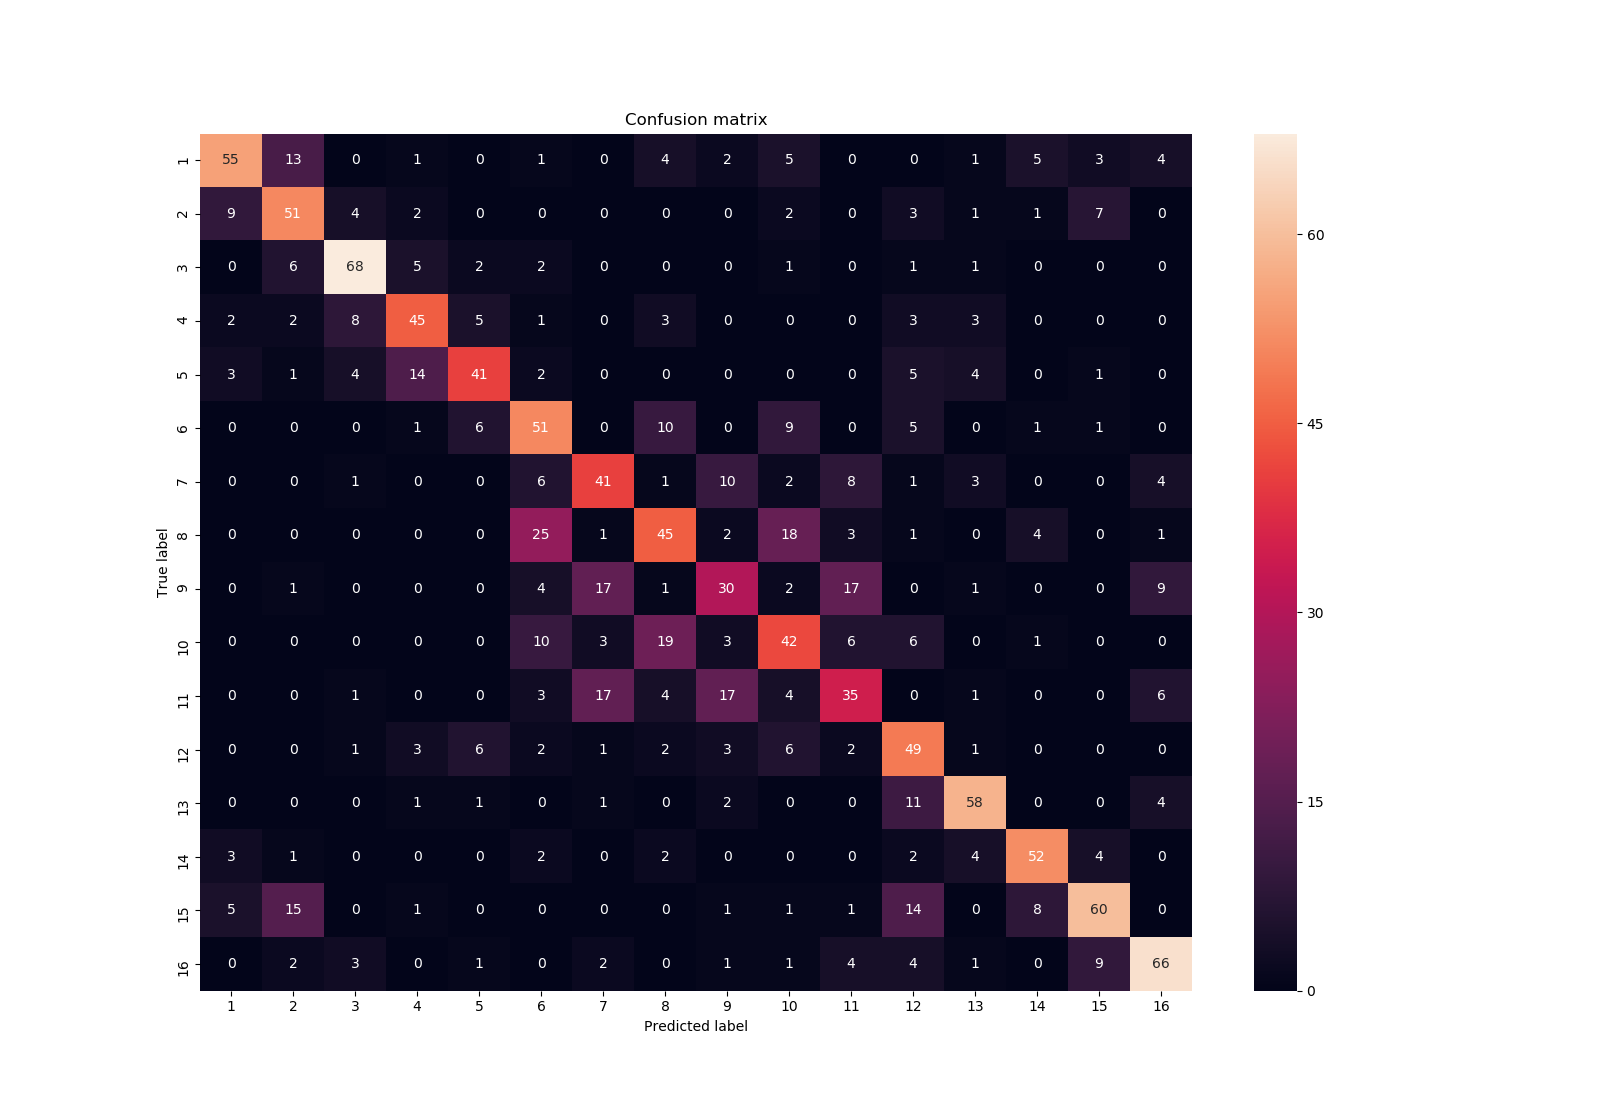 Confusion matrix
1 55 13 0 1 0 1 0 4 2 5 0 0 1 5 3 4
2 9 51 4 2 0 0 0 0 0 2 0 3 1 1 7 0
60
3 0 6 68 5 2 2 0 0 0 1 0 1 1 0 0 0
4 2 2 8 45 5 1 0 3 0 0 0 3 3 0 0 0
5 3 1 4 14 41 2 0 0 0 0 0 5 4 0 1 0
45
6 0 0 0 1 6 51 0 10 0 9 0 5 0 1 1 0
7 0 0 1 0 0 6 41 1 10 2 8 1 3 0 0 4
8 0 0 0 0 0 25 1 45 2 18 3 1 0 4 0 1
True label
9 0 1 0 0 0 4 17 1 30 2 17 0 1 0 0 9
30
10 0 0 0 0 0 10 3 19 3 42 6 6 0 1 0 0
11 0 0 1 0 0 3 17 4 17 4 35 0 1 0 0 6
12 0 0 1 3 6 2 1 2 3 6 2 49 1 0 0 0
13 0 0 0 1 1 0 1 0 2 0 0 11 58 0 0 4
15
14 3 1 0 0 0 2 0 2 0 0 0 2 4 52 4 0
15 5 15 0 1 0 0 0 0 1 1 1 14 0 8 60 0
16 0 2 3 0 1 0 2 0 1 1 4 4 1 0 9 66
0
1 2 3 4 5 6 7 8 9 10 11 12 13 14 15 16
Predicted label